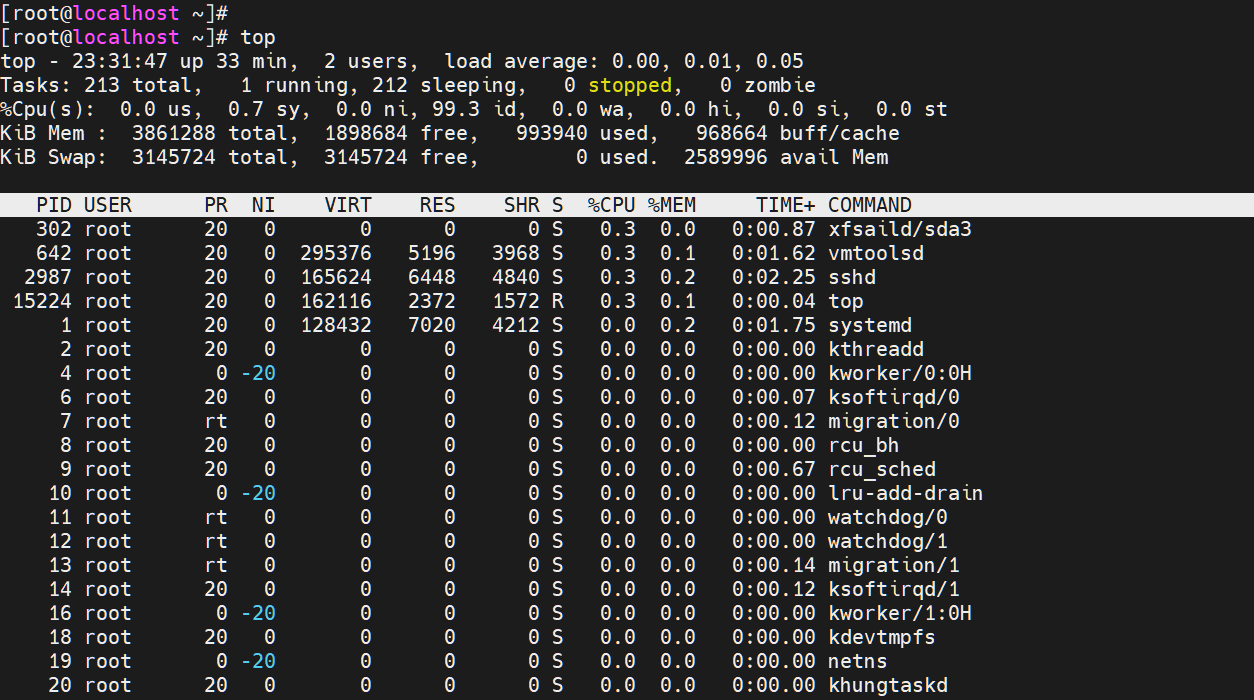 [root@localhost ~]#
[root@localhost ~]# top
top - 23:31:47 up 33 min,  2 users,  load average: 0.00, 0.01, 0.05
Tasks: 213 total,   1 running, 212 sleeping,   0 stopped,   0 zombie
%Cpu(s):  0.0 us,  0.7 sy,  0.0 ni, 99.3 id,  0.0 wa,  0.0 hi,  0.0 si,  0.0 st
KiB Mem :  3861288 total,  1898684 free,   993940 used,   968664 buff/cache
KiB Swap:  3145724 total,  3145724 free,        0 used.  2589996 avail Mem
   PID USER      PR  NI    VIRT    RES    SHR S  %CPU %MEM     TIME+ COMMAND
   302 root      20   0       0      0      0 S   0.3  0.0   0:00.87 xfsaild/sda3
   642 root      20   0  295376   5196   3968 S   0.3  0.1   0:01.62 vmtoolsd
  2987 root      20   0  165624   6448   4840 S   0.3  0.2   0:02.25 sshd
 15224 root      20   0  162116   2372   1572 R   0.3  0.1   0:00.04 top
     1 root      20   0  128432   7020   4212 S   0.0  0.2   0:01.75 systemd
     2 root      20   0       0      0      0 S   0.0  0.0   0:00.00 kthreadd
     4 root       0 -20       0      0      0 S   0.0  0.0   0:00.00 kworker/0:0H
     6 root      20   0       0      0      0 S   0.0  0.0   0:00.07 ksoftirqd/0
     7 root      rt   0       0      0      0 S   0.0  0.0   0:00.12 migration/0
     8 root      20   0       0      0      0 S   0.0  0.0   0:00.00 rcu_bh
     9 root      20   0       0      0      0 S   0.0  0.0   0:00.67 rcu_sched
    10 root       0 -20       0      0      0 S   0.0  0.0   0:00.00 lru-add-drain
    11 root      rt   0       0      0      0 S   0.0  0.0   0:00.00 watchdog/0
    12 root      rt   0       0      0      0 S   0.0  0.0   0:00.00 watchdog/1
    13 root      rt   0       0      0      0 S   0.0  0.0   0:00.14 migration/1
    14 root      20   0       0      0      0 S   0.0  0.0   0:00.12 ksoftirqd/1
    16 root       0 -20       0      0      0 S   0.0  0.0   0:00.00 kworker/1:0H
    18 root      20   0       0      0      0 S   0.0  0.0   0:00.00 kdevtmpfs
    19 root       0 -20       0      0      0 S   0.0  0.0   0:00.00 netns
    20 root      20   0       0      0      0 S   0.0  0.0   0:00.00 khungtaskd